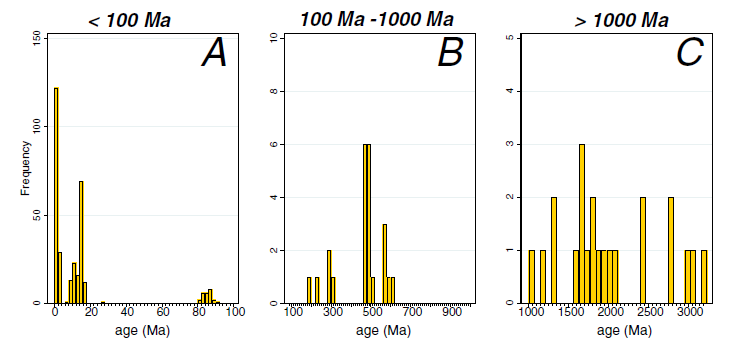 < 100 Ma
100 Ma -1000 Ma
> 1000 Ma
A
B
C
Frequency
0
50
100
150
0
2
4
6
8
10
0
1
2
3
4
5
0 20 40 60 80 100
100 300 500 700 900
1000 1500 2000 2500 3000
age (Ma)
age (Ma)
age (Ma)